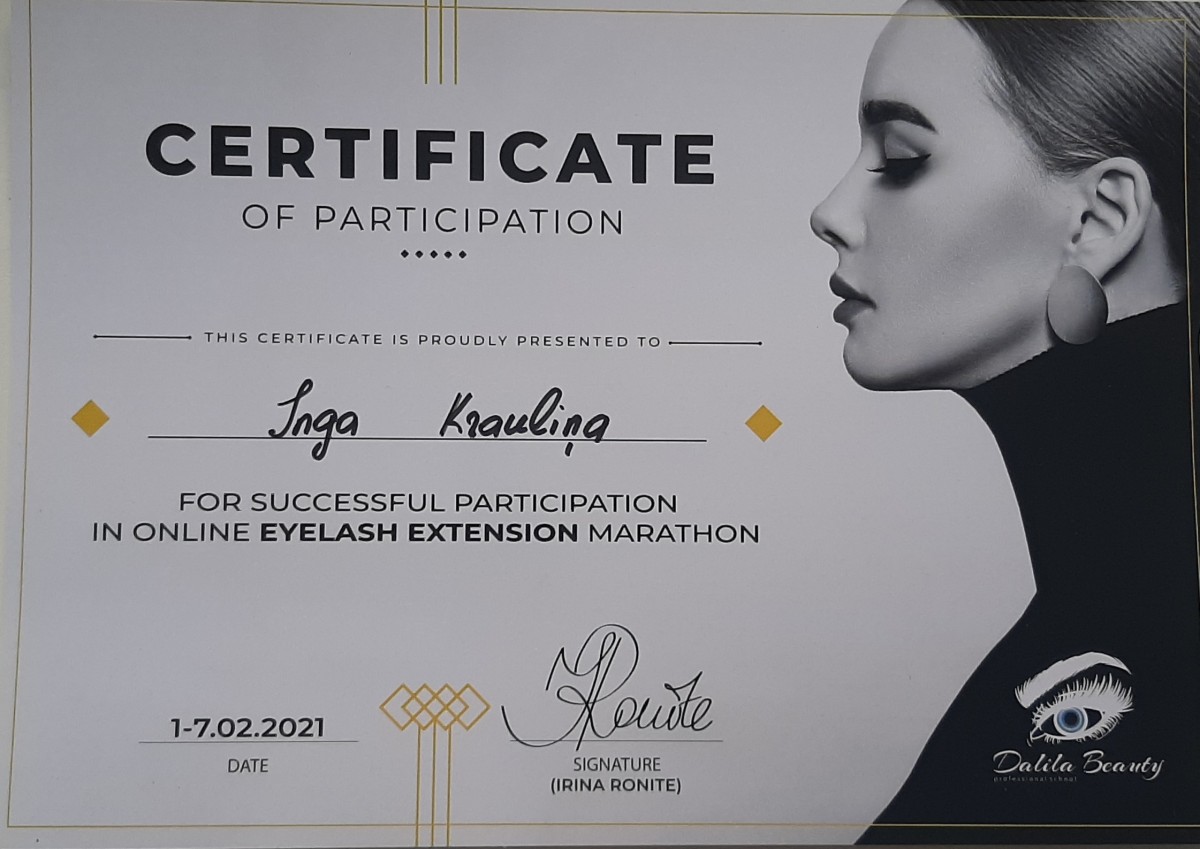 CERTIFICATE
OF PARTICIPATION
THIS CERTIFICATE IS PROUDLY PRESENTED TO
Inga Krauliņa
FOR SUCCESSFUL PARTICIPATION
IN ONLINE EYELASH EXTENSION MARATHON
1-7.02.2021
DATE
IRonite
SIGNATURE
(IRINA RONITE)
Dalila Beauty
professional school